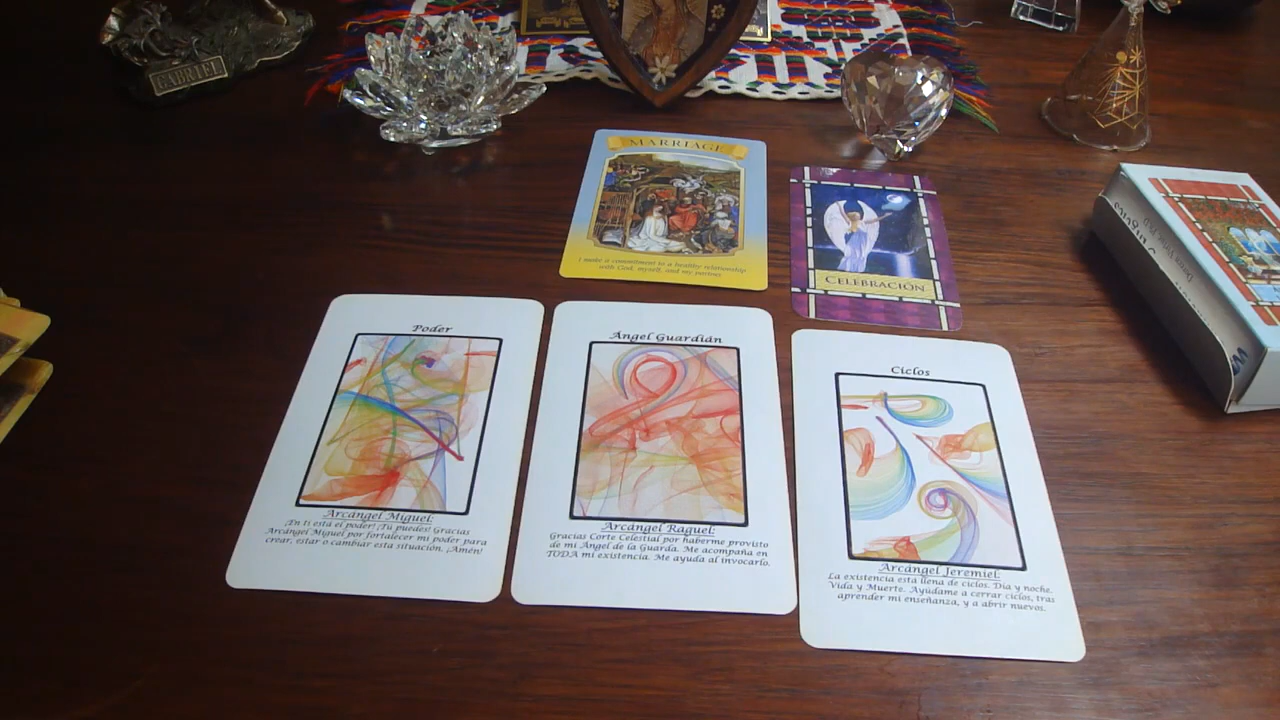 GABRIEL
MARRIAGE
I make a commitment to a healthy relationship
with God, myself, and my partner.
CELEBRACIÓN
Poder
Arcángel Miguel:
¡En ti está el poder! ¡Tú puedes! Gracias
Arcángel Miguel por fortalecer mi poder para
crear, estar o cambiar esta situación. ¡Amén!
Ángel Guardián
Arcángel Raguel:
Gracias Corte Celestial por haberme provisto
de mi Ángel de la Guarda. Me acompaña en
TODA mi existencia. Me ayuda al invocarlo.
Ciclos
Arcángel Jeremiel:
La existencia está llena de ciclos. Día y noche.
Vida y Muerte. Ayúdame a cerrar ciclos, tras
aprender mi enseñanza, y a abrir nuevos.